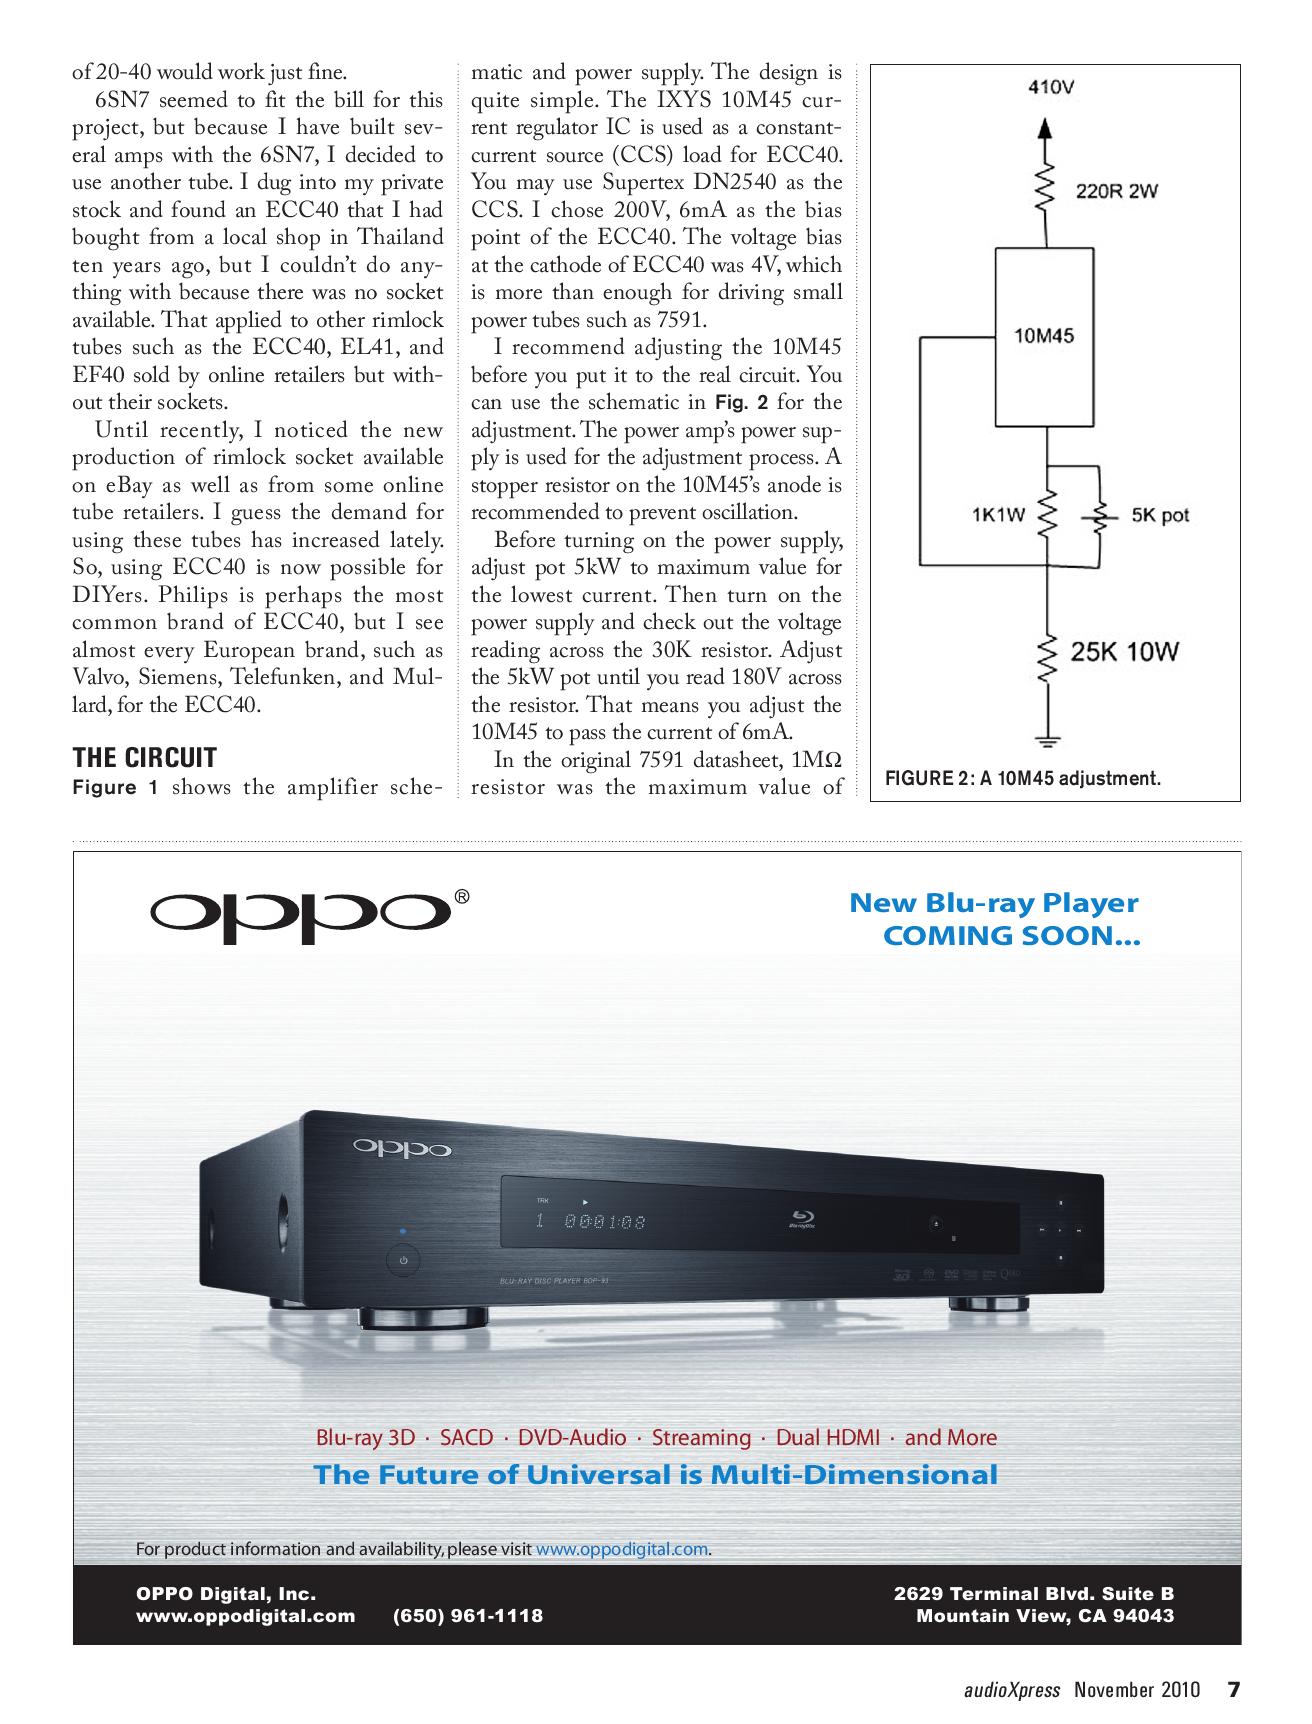 of 20-40 would work just fine.
6SN7 seemed to fit the bill for this
project, but because I have built sev-
eral amps with the 6SN7, I decided to
use another tube. I dug into my private
stock and found an ECC40 that I had
bought from a local shop in Thailand
ten years ago, but I couldn't do any-
thing with because there was no socket
available. That applied to other rimlock
tubes such as the ECC40, EL41, and
EF40 sold by online retailers but with-
out their sockets.
Until recently, I noticed the new
production of rimlock socket available
on eBay as well as from some online
tube retailers. I guess the demand for
using these tubes has increased lately.
So, using ECC40 is now possible for
DIYers. Philips is perhaps the most
common brand of ECC40, but I see
almost every European brand, such as
Valvo, Siemens, Telefunken, and Mul-
lard, for the ECC40.
THE CIRCUIT
Figure 1 shows the amplifier sche-
matic and power supply. The design is
quite simple. The IXYS 10M45 cur-
rent regulator IC is used as a constant-
current source (CCS) load for ECC40.
You may use Supertex DN2540 as the
CCS. I chose 200V, 6mA as the bias
point of the ECC40. The voltage bias
at the cathode of ECC40 was 4V, which
is more than enough for driving small
power tubes such as 7591.
I recommend adjusting the 10M45
before you put it to the real circuit. You
can use the schematic in Fig. 2 for the
adjustment. The power amp's power sup-
ply is used for the adjustment process. A
stopper resistor on the 10M45's anode is
recommended to prevent oscillation.
Before turning on the power supply,
adjust pot 5kW to maximum value for
the lowest current. Then turn on the
power supply and check out the voltage
reading across the 30K resistor. Adjust
the 5kW pot until you read 180V across
the resistor. That means you adjust the
10M45 to pass the current of 6mA.
In the original 7591 datasheet, 1MΩ
resistor was the maximum value of
410V
220R 2W
10M45
1K1W
5K pot
25K 10W
FIGURE 2: A 10M45 adjustment.
oppo®
New Blu-ray Player
COMING SOON...
oppo
TRK
1 00:01:08
Blu-ray Disc
BLU-RAY DISC PLAYER BDP-93
Blu-ray 3D · SACD · DVD-Audio · Streaming · Dual HDMI · and More
The Future of Universal is Multi-Dimensional
For product information and availability, please visit www.oppodigital.com.
OPPO Digital, Inc.
www.oppodigital.com (650) 961-1118
2629 Terminal Blvd. Suite B
Mountain View, CA 94043
audioXpress November 2010 7